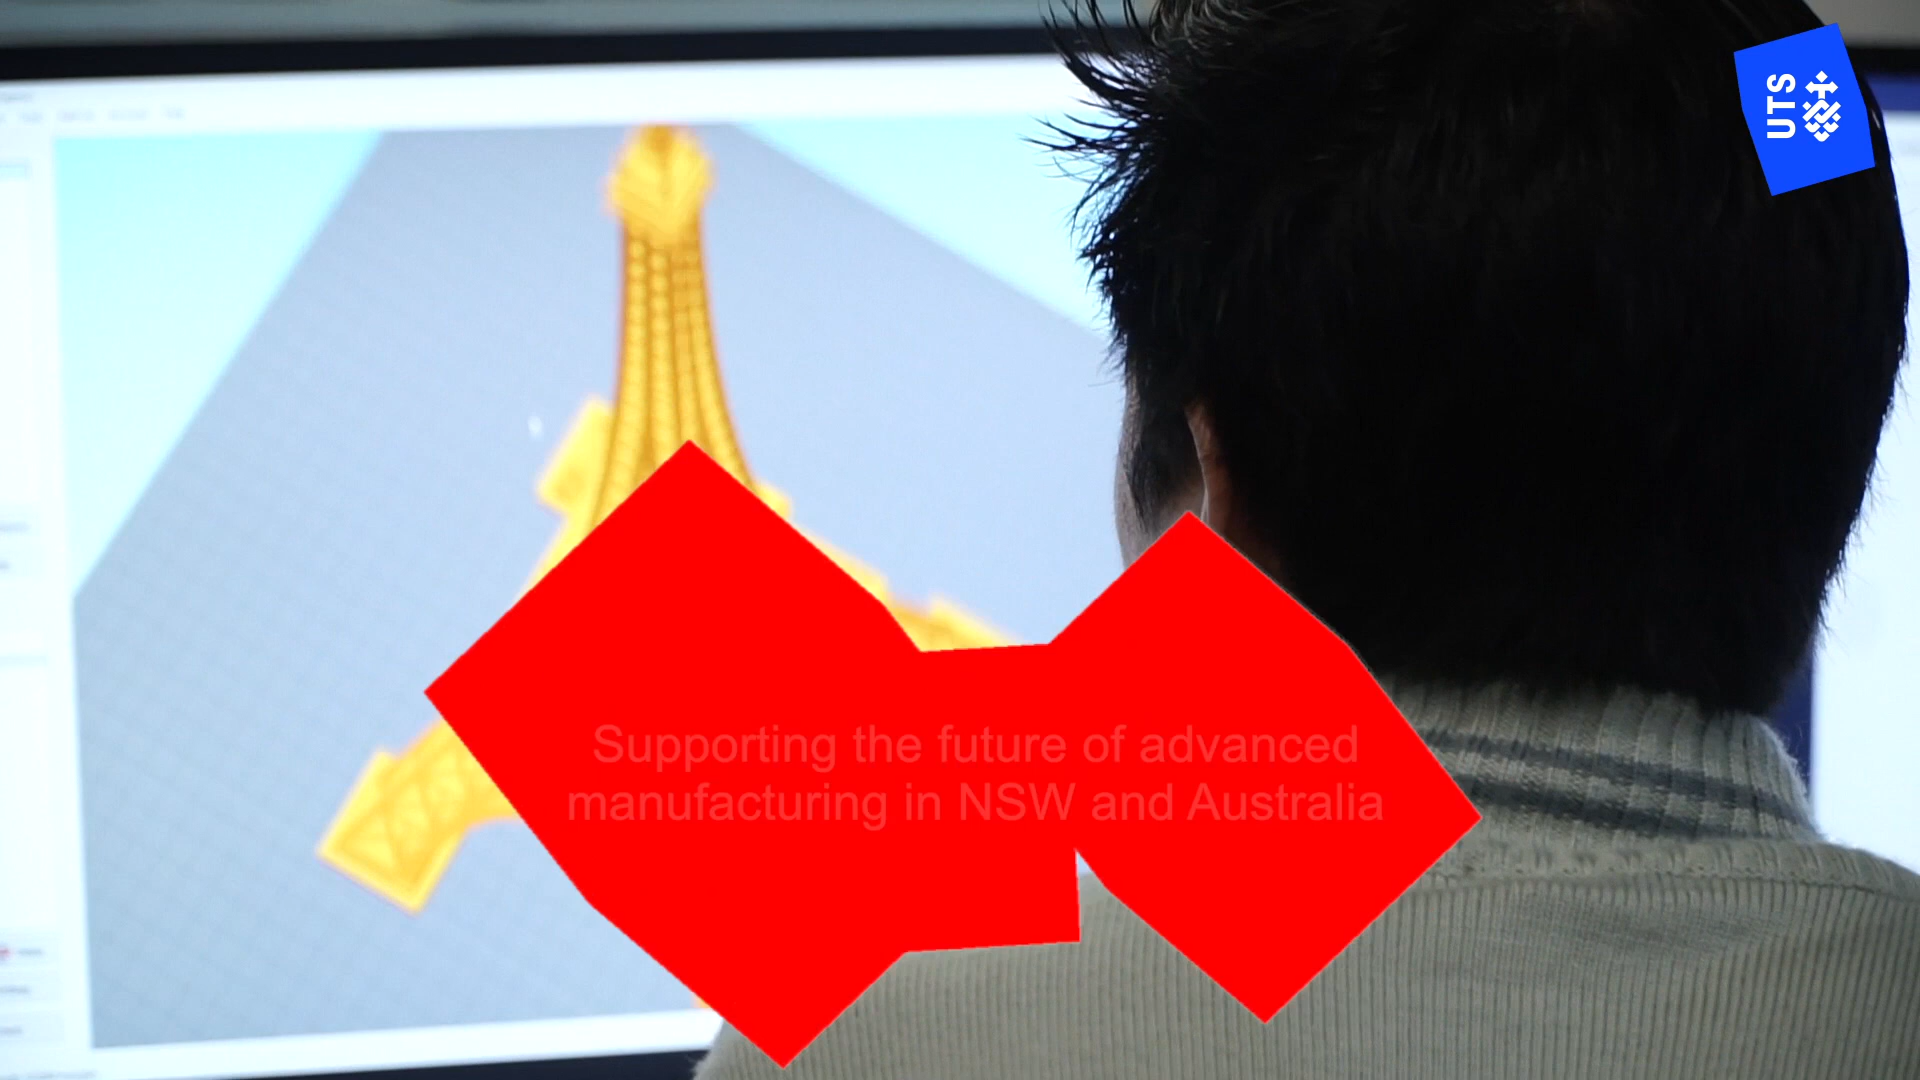 UTS
Supporting the future of advanced
manufacturing in NSW and Australia